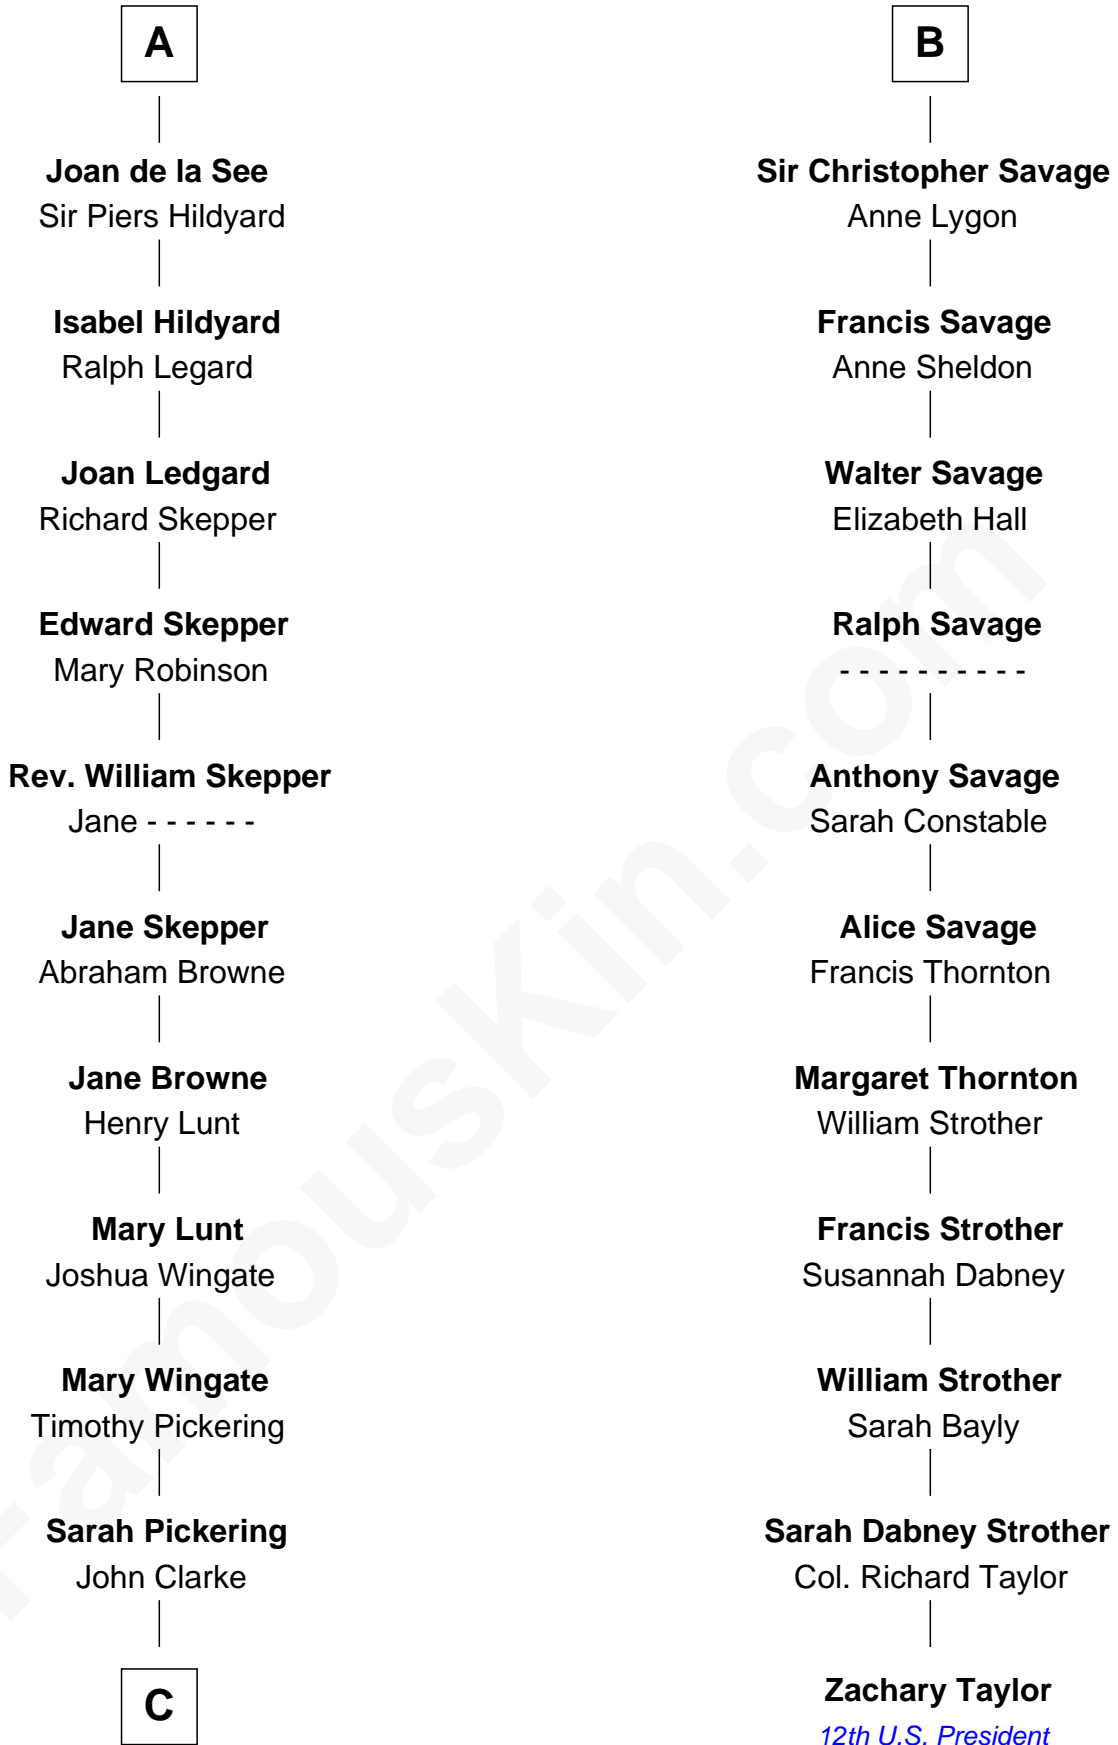 A
Joan de la See
Sir Piers Hildyard
Isabel Hildyard
Ralph Legard
Joan Ledgard
Richard Skepper
Edward Skepper
Mary Robinson
Rev. William Skepper
Jane - - - - - -
Jane Skepper
Abraham Browne
Jane Browne
Henry Lunt
Mary Lunt
Joshua Wingate
Mary Wingate
Timothy Pickering
Sarah Pickering
John Clarke
C
B
Sir Christopher Savage
Anne Lygon
Francis Savage
Anne Sheldon
Walter Savage
Elizabeth Hall
Ralph Savage
- - - - - - - - - -
Anthony Savage
Sarah Constable
Alice Savage
Francis Thornton
Margaret Thornton
William Strother
Francis Strother
Susannah Dabney
William Strother
Sarah Bayly
Sarah Dabney Strother
Col. Richard Taylor
Zachary Taylor
12th U.S. President
FamousKin.com